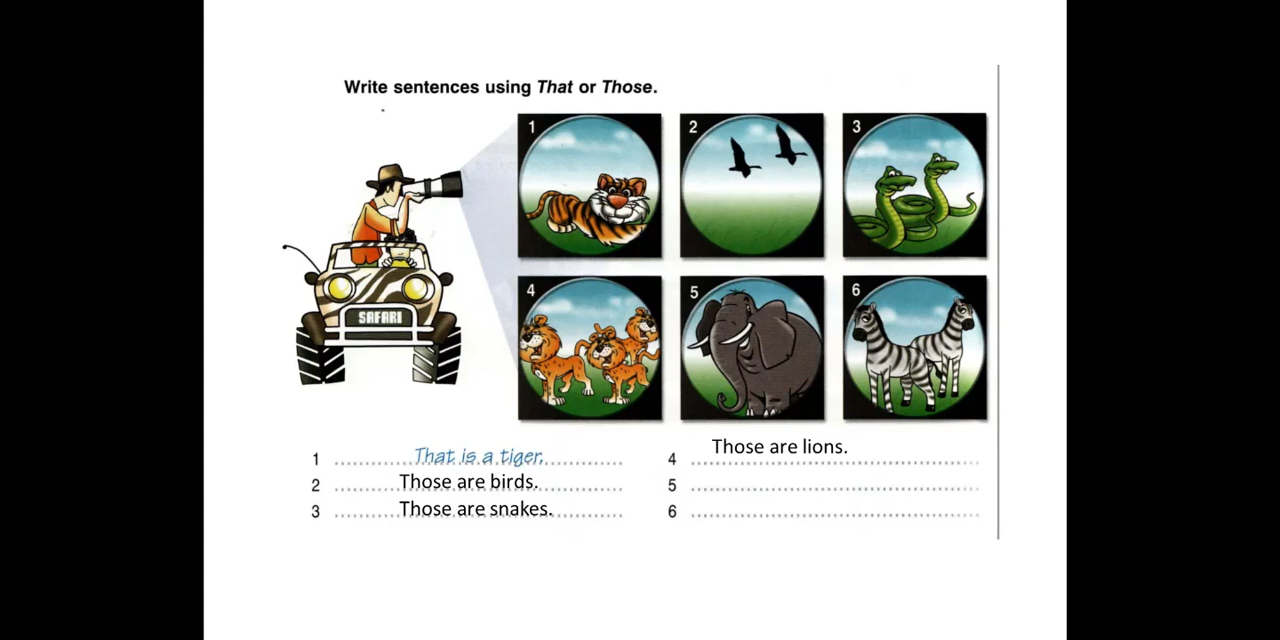 Write sentences using That or Those.
1
2
3
SAFARI
4
5
6
1 That is a tiger.
2 Those are birds.
3 Those are snakes.
4 Those are lions.
5
6